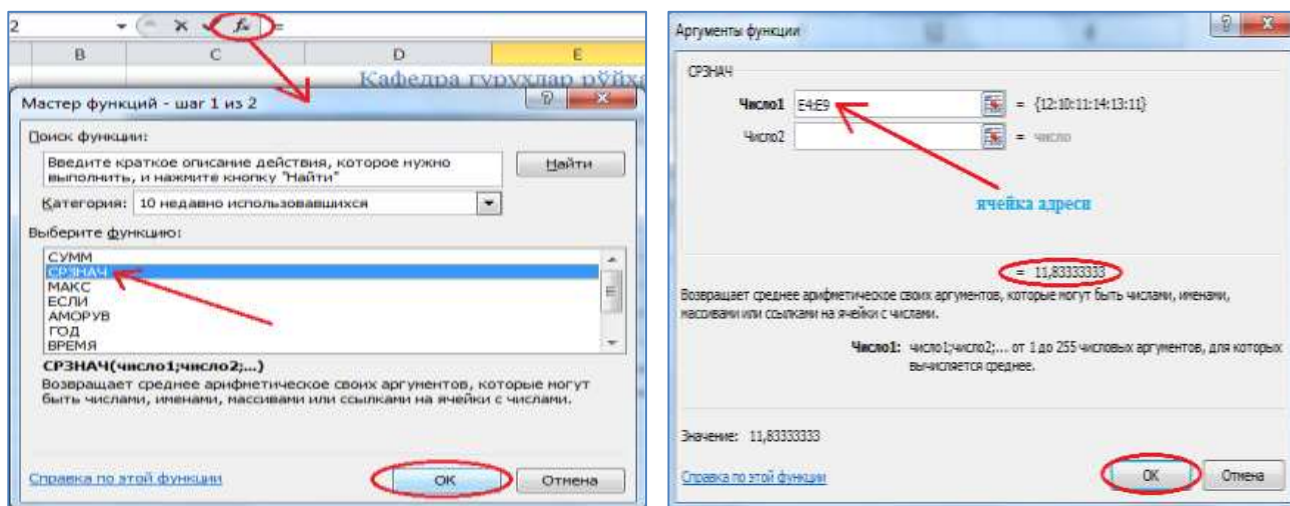 2 fx =
B C D E
Кафедра гуруҳлар рўйха
Мастер функций - шаг 1 из 2
Поиск функции:
Введите краткое описание действия, которое нужно
выполнить, и нажмите кнопку "Найти"
Найти
Категория: 10 недавно использовавшихся
Выберите функцию:
СУММ
СРЗНАЧ
МАКС
ЕСЛИ
АМОРУВ
ГОД
ВРЕМЯ
СРЗНАЧ(число1;число2;...)
Возвращает среднее арифметическое своих аргументов, которые могут
быть числами, именами, массивами или ссылками на ячейки с числами.
Справка по этой функции
ОК Отмена
Аргументы функции
СРЗНАЧ
Число1 E4:E9 = {12:10:11:14:13:11}
Число2 = число
ячейка адреси
= 11,83333333
Возвращает среднее арифметическое своих аргументов, которые могут быть числами, именами,
массивами или ссылками на ячейки с числами.
Число1: число1;число2;... от 1 до 255 числовых аргументов, для которых
вычисляется среднее.
Значение: 11,83333333
Справка по этой функции
ОК Отмена